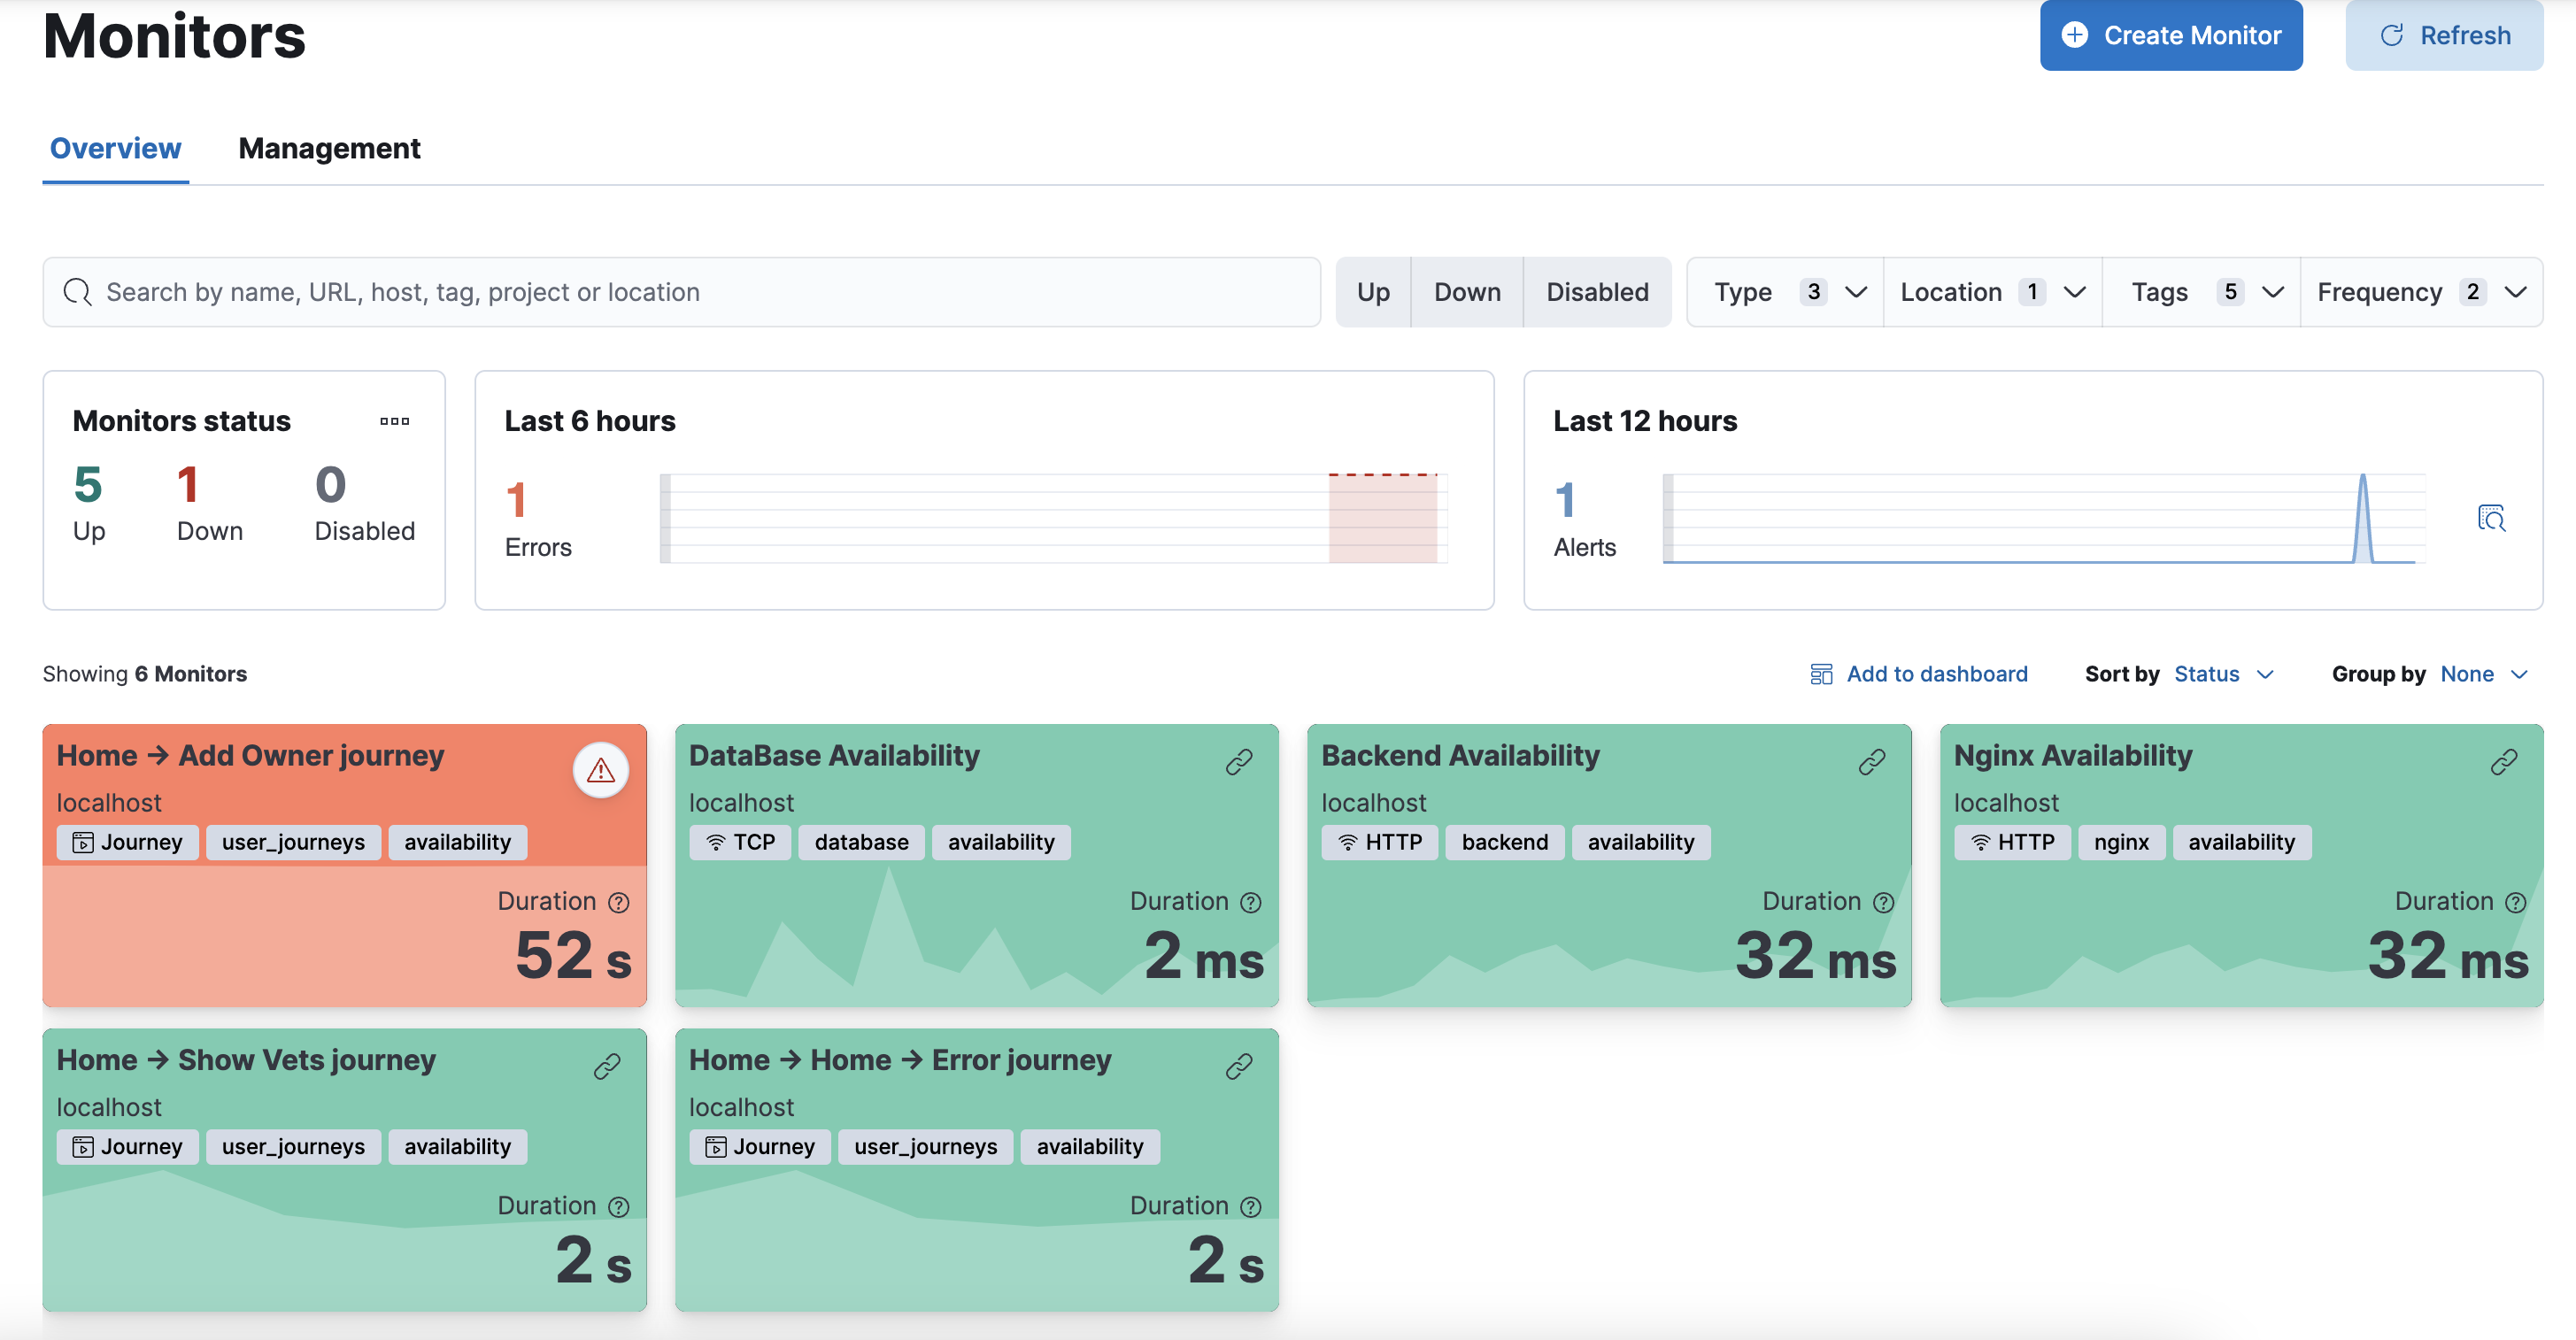 Monitors
Create Monitor
Refresh
Overview
Management
Search by name, URL, host, tag, project or location
Up
Down
Disabled
Type 3
Location 1
Tags 5
Frequency 2
Monitors status
5
Up
1
Down
0
Disabled
Last 6 hours
1
Errors
Last 12 hours
1
Alerts
Showing 6 Monitors
Add to dashboard
Sort by Status
Group by None
Home → Add Owner journey
localhost
Journey user_journeys availability
Duration
52 s
DataBase Availability
localhost
TCP database availability
Duration
2 ms
Backend Availability
localhost
HTTP backend availability
Duration
32 ms
Nginx Availability
localhost
HTTP nginx availability
Duration
32 ms
Home → Show Vets journey
localhost
Journey user_journeys availability
Duration
2 s
Home → Home → Error journey
localhost
Journey user_journeys availability
Duration
2 s